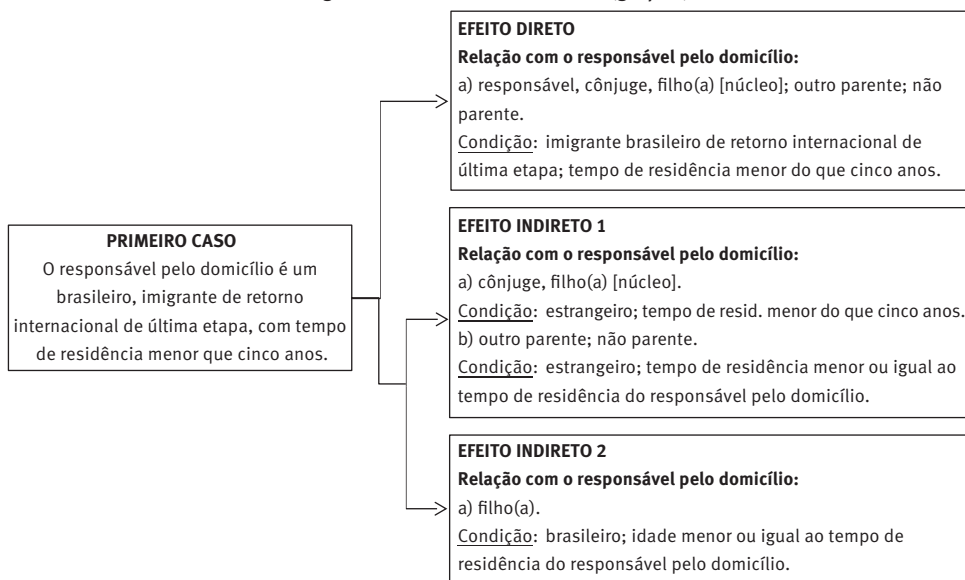 EFEITO DIRETO
Relação com o responsável pelo domicílio:
a) responsável, cônjuge, filho(a) [núcleo]; outro parente; não
parente.
Condição: imigrante brasileiro de retorno internacional de
última etapa; tempo de residência menor do que cinco anos.
PRIMEIRO CASO
O responsável pelo domicílio é um
brasileiro, imigrante de retorno
internacional de última etapa, com tempo
de residência menor que cinco anos.
EFEITO INDIRETO 1
Relação com o responsável pelo domicílio:
a) cônjuge, filho(a) [núcleo].
Condição: estrangeiro; tempo de resid. menor do que cinco anos.
b) outro parente; não parente.
Condição: estrangeiro; tempo de residência menor ou igual ao
tempo de residência do responsável pelo domicílio.
EFEITO INDIRETO 2
Relação com o responsável pelo domicílio:
a) filho(a).
Condição: brasileiro; idade menor ou igual ao tempo de
residência do responsável pelo domicílio.